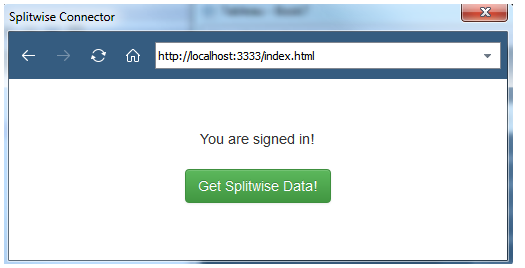 Splitwise Connector
http://localhost:3333/index.html
You are signed in!
Get Splitwise Data!